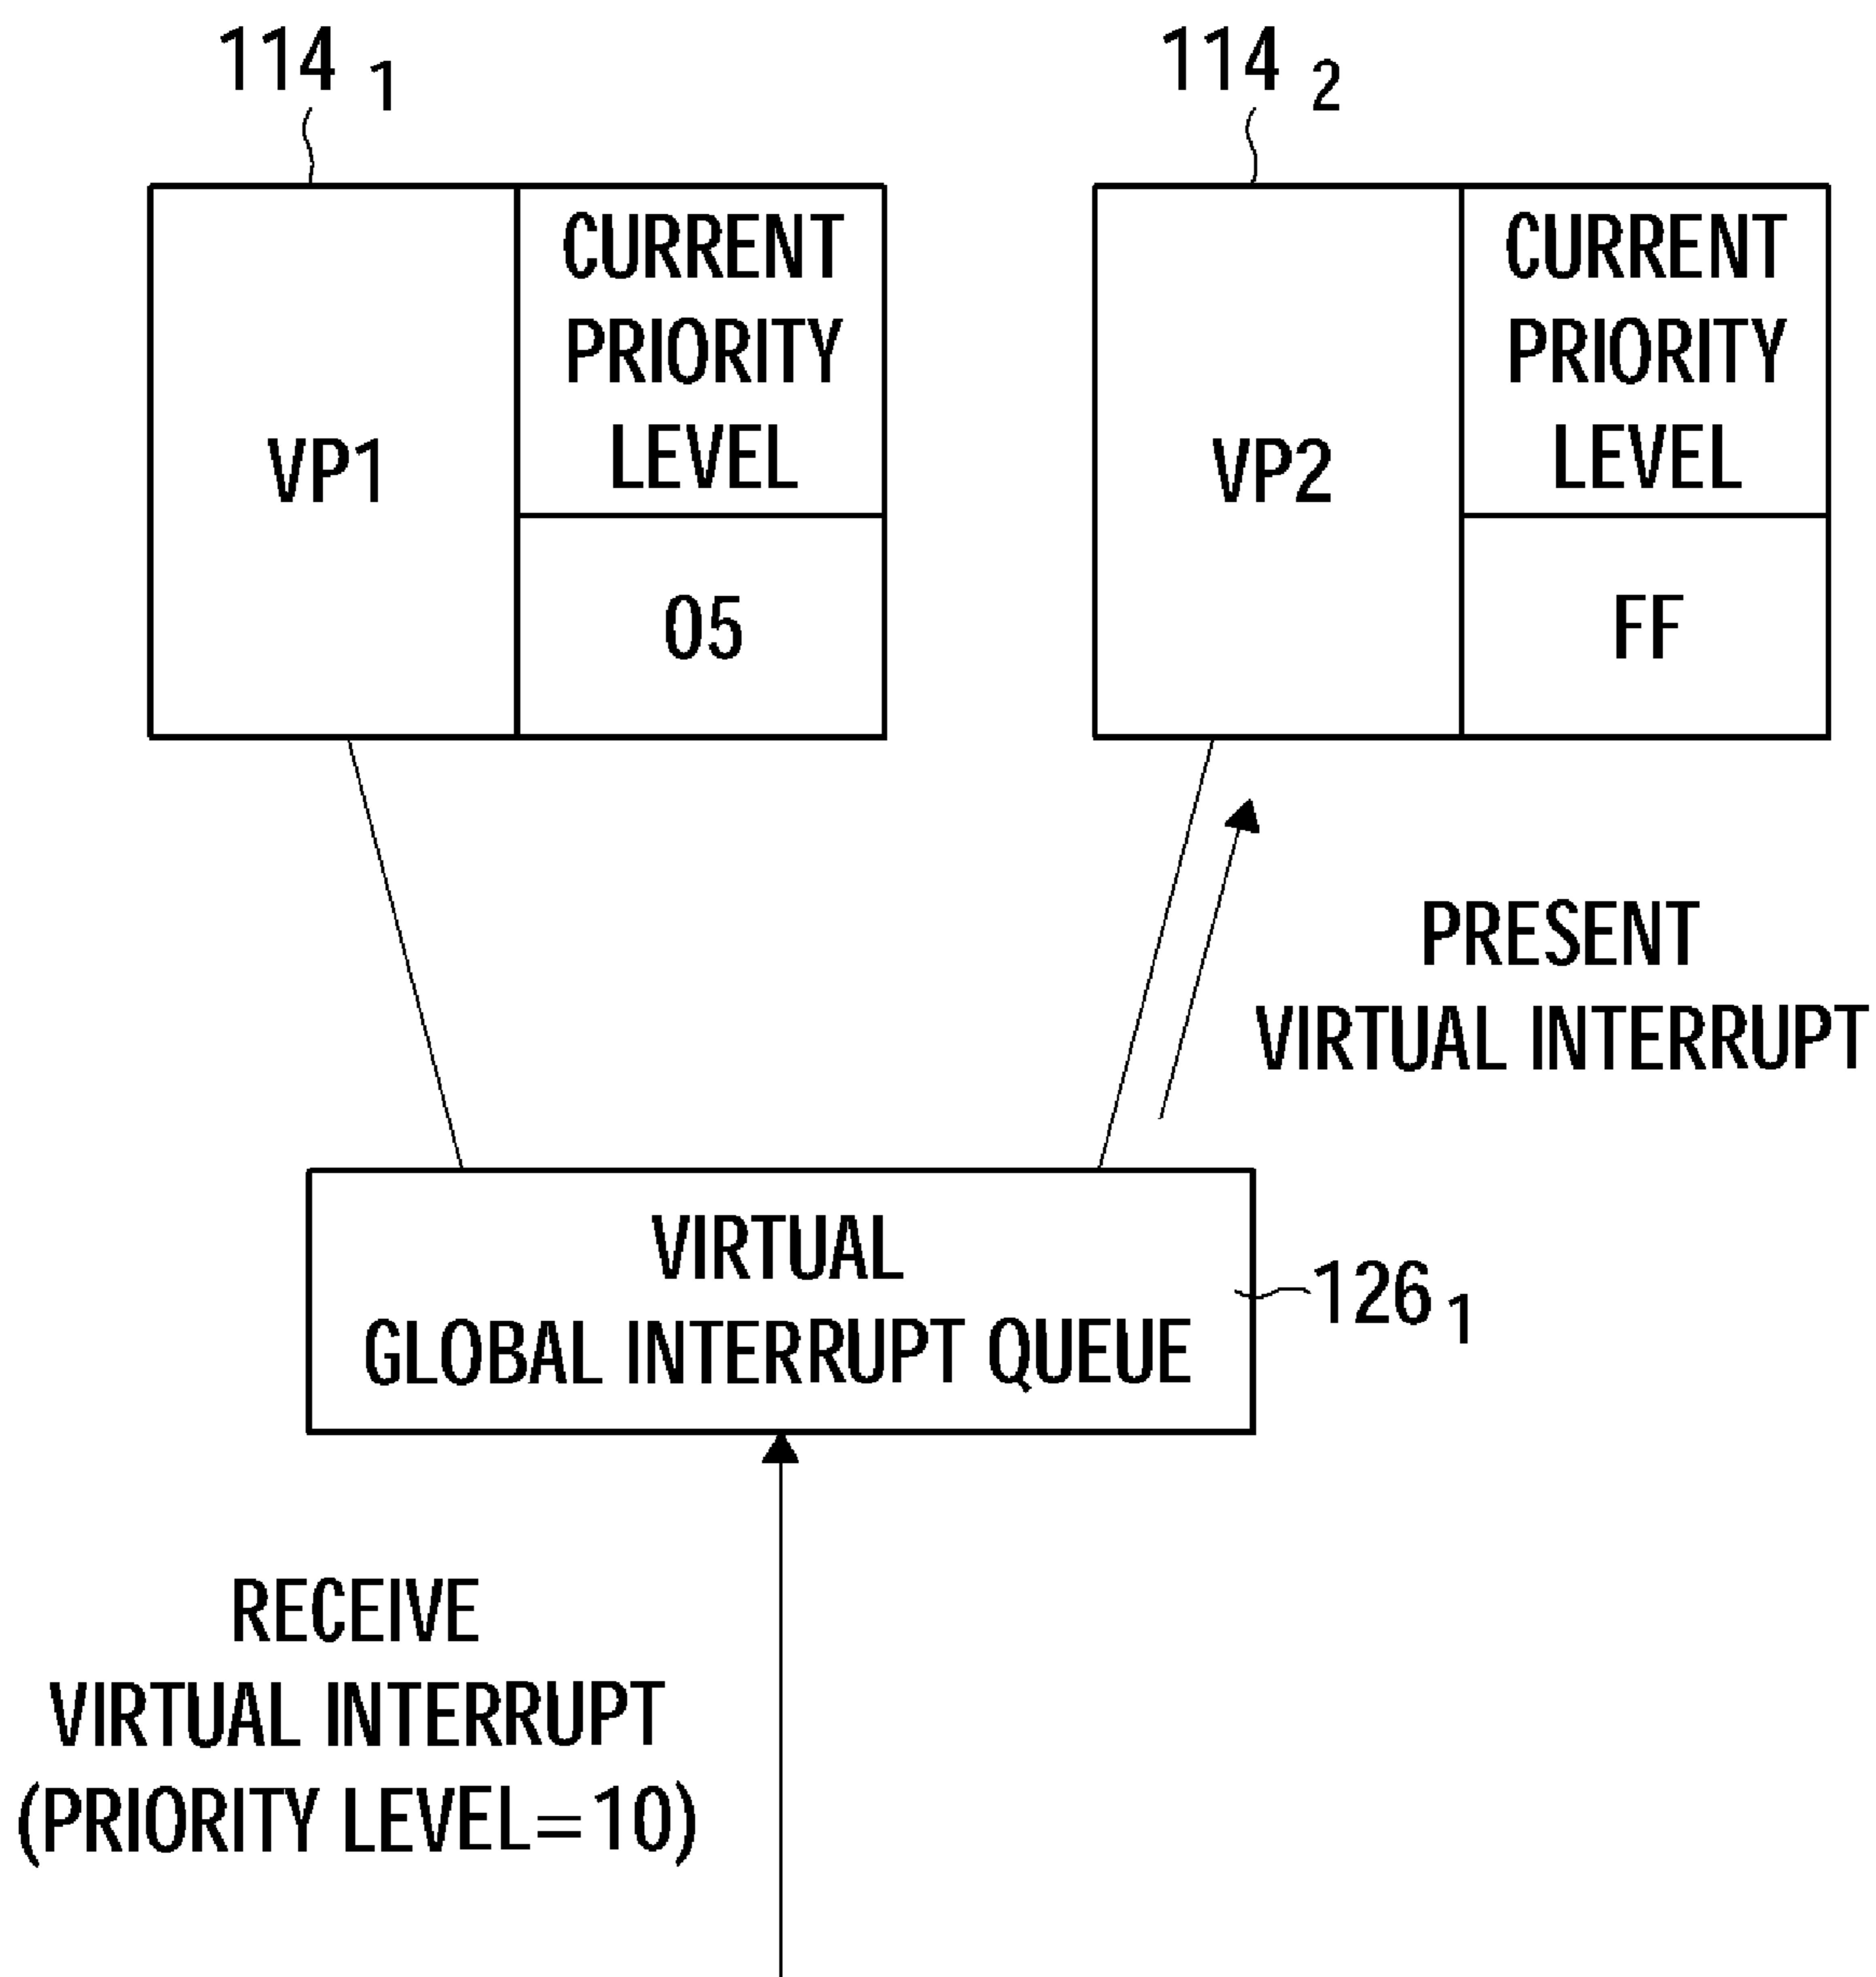 114 1
114 2
VP1
CURRENT
PRIORITY
LEVEL
05
VP2
CURRENT
PRIORITY
LEVEL
FF
PRESENT
VIRTUAL INTERRUPT
VIRTUAL
GLOBAL INTERRUPT QUEUE
126 1
RECEIVE
VIRTUAL INTERRUPT
(PRIORITY LEVEL=10)